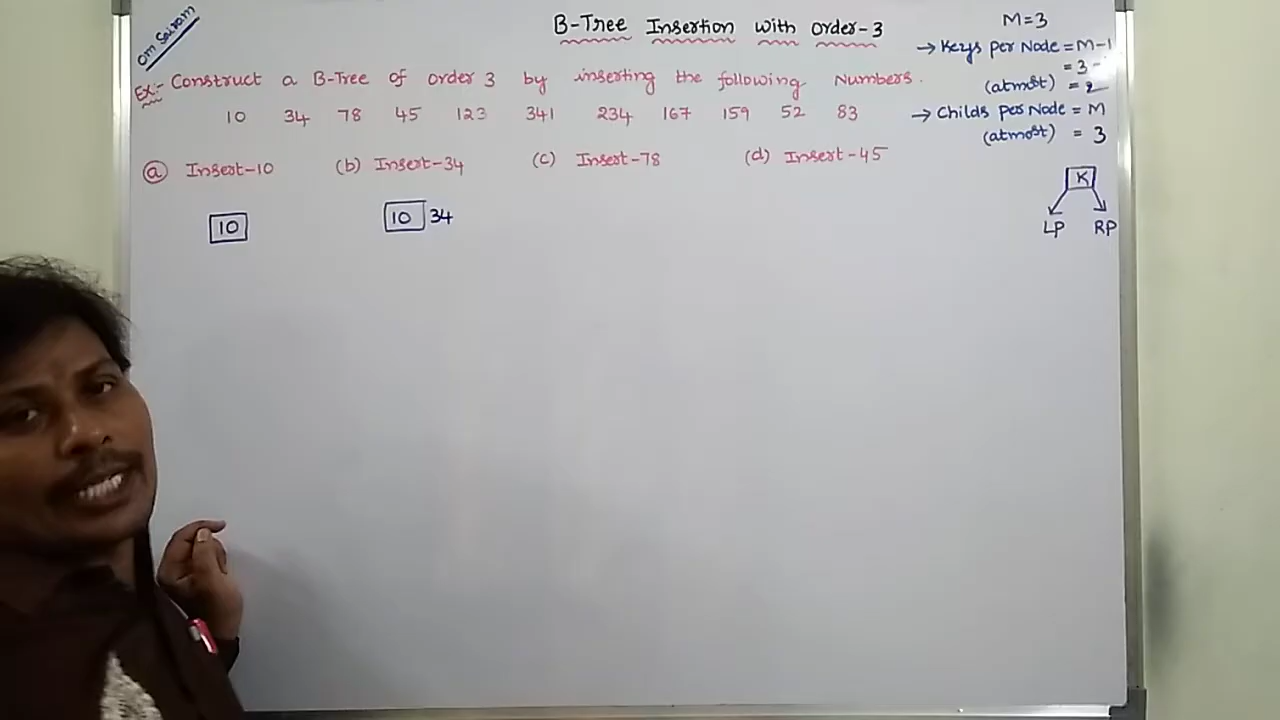 Om Sairam
B-Tree Insertion with order-3
Ex:- Construct a B-Tree of order 3 by inserting the following Numbers.
10 34 78 45 123 341 234 167 159 52 83
M=3
→ Keys per Node = M-1
= 3-
(atmost) = 2
→ Childs per Node = M
(atmost) = 3
K
LP RP
(a) Insert-10 (b) Insert-34 (c) Insert-78 (d) Insert-45
10 10 34